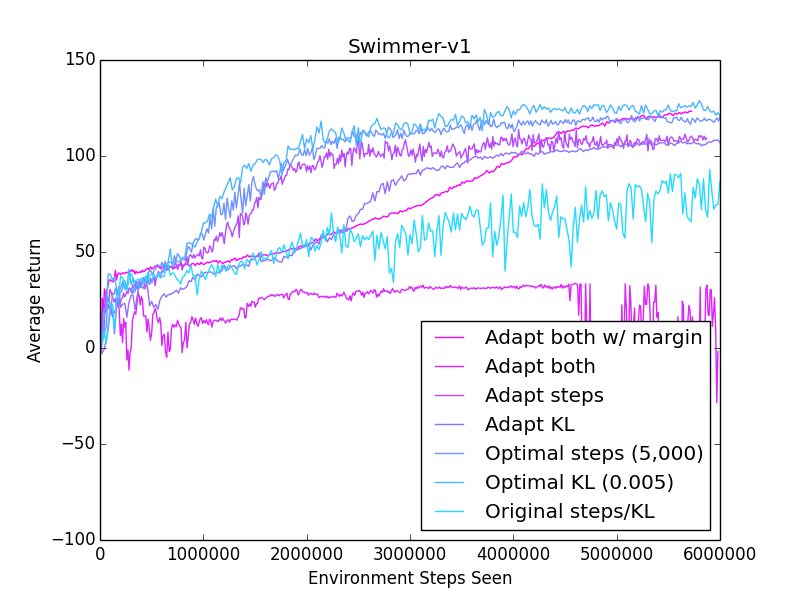 Swimmer-v1
150
100
50
0
−50
−100
Average return
0
1000000
2000000
3000000
4000000
5000000
6000000
Environment Steps Seen
Adapt both w/ margin
Adapt both
Adapt steps
Adapt KL
Optimal steps (5,000)
Optimal KL (0.005)
Original steps/KL